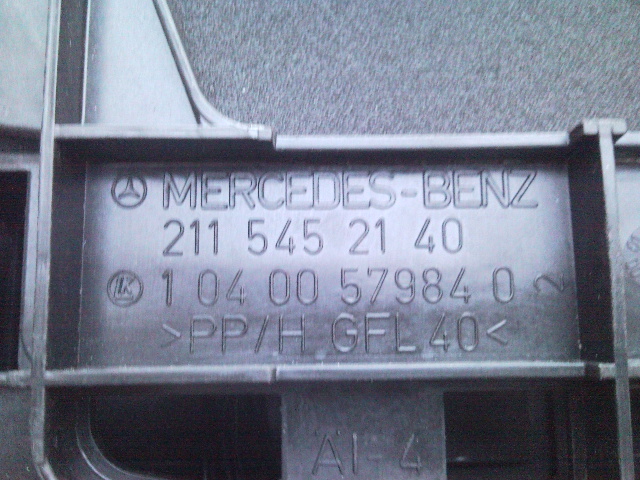 MERCEDES-BENZ
211 545 21 40
1 04 00 57984 0 2
>PP/H GFL40<
AI-4